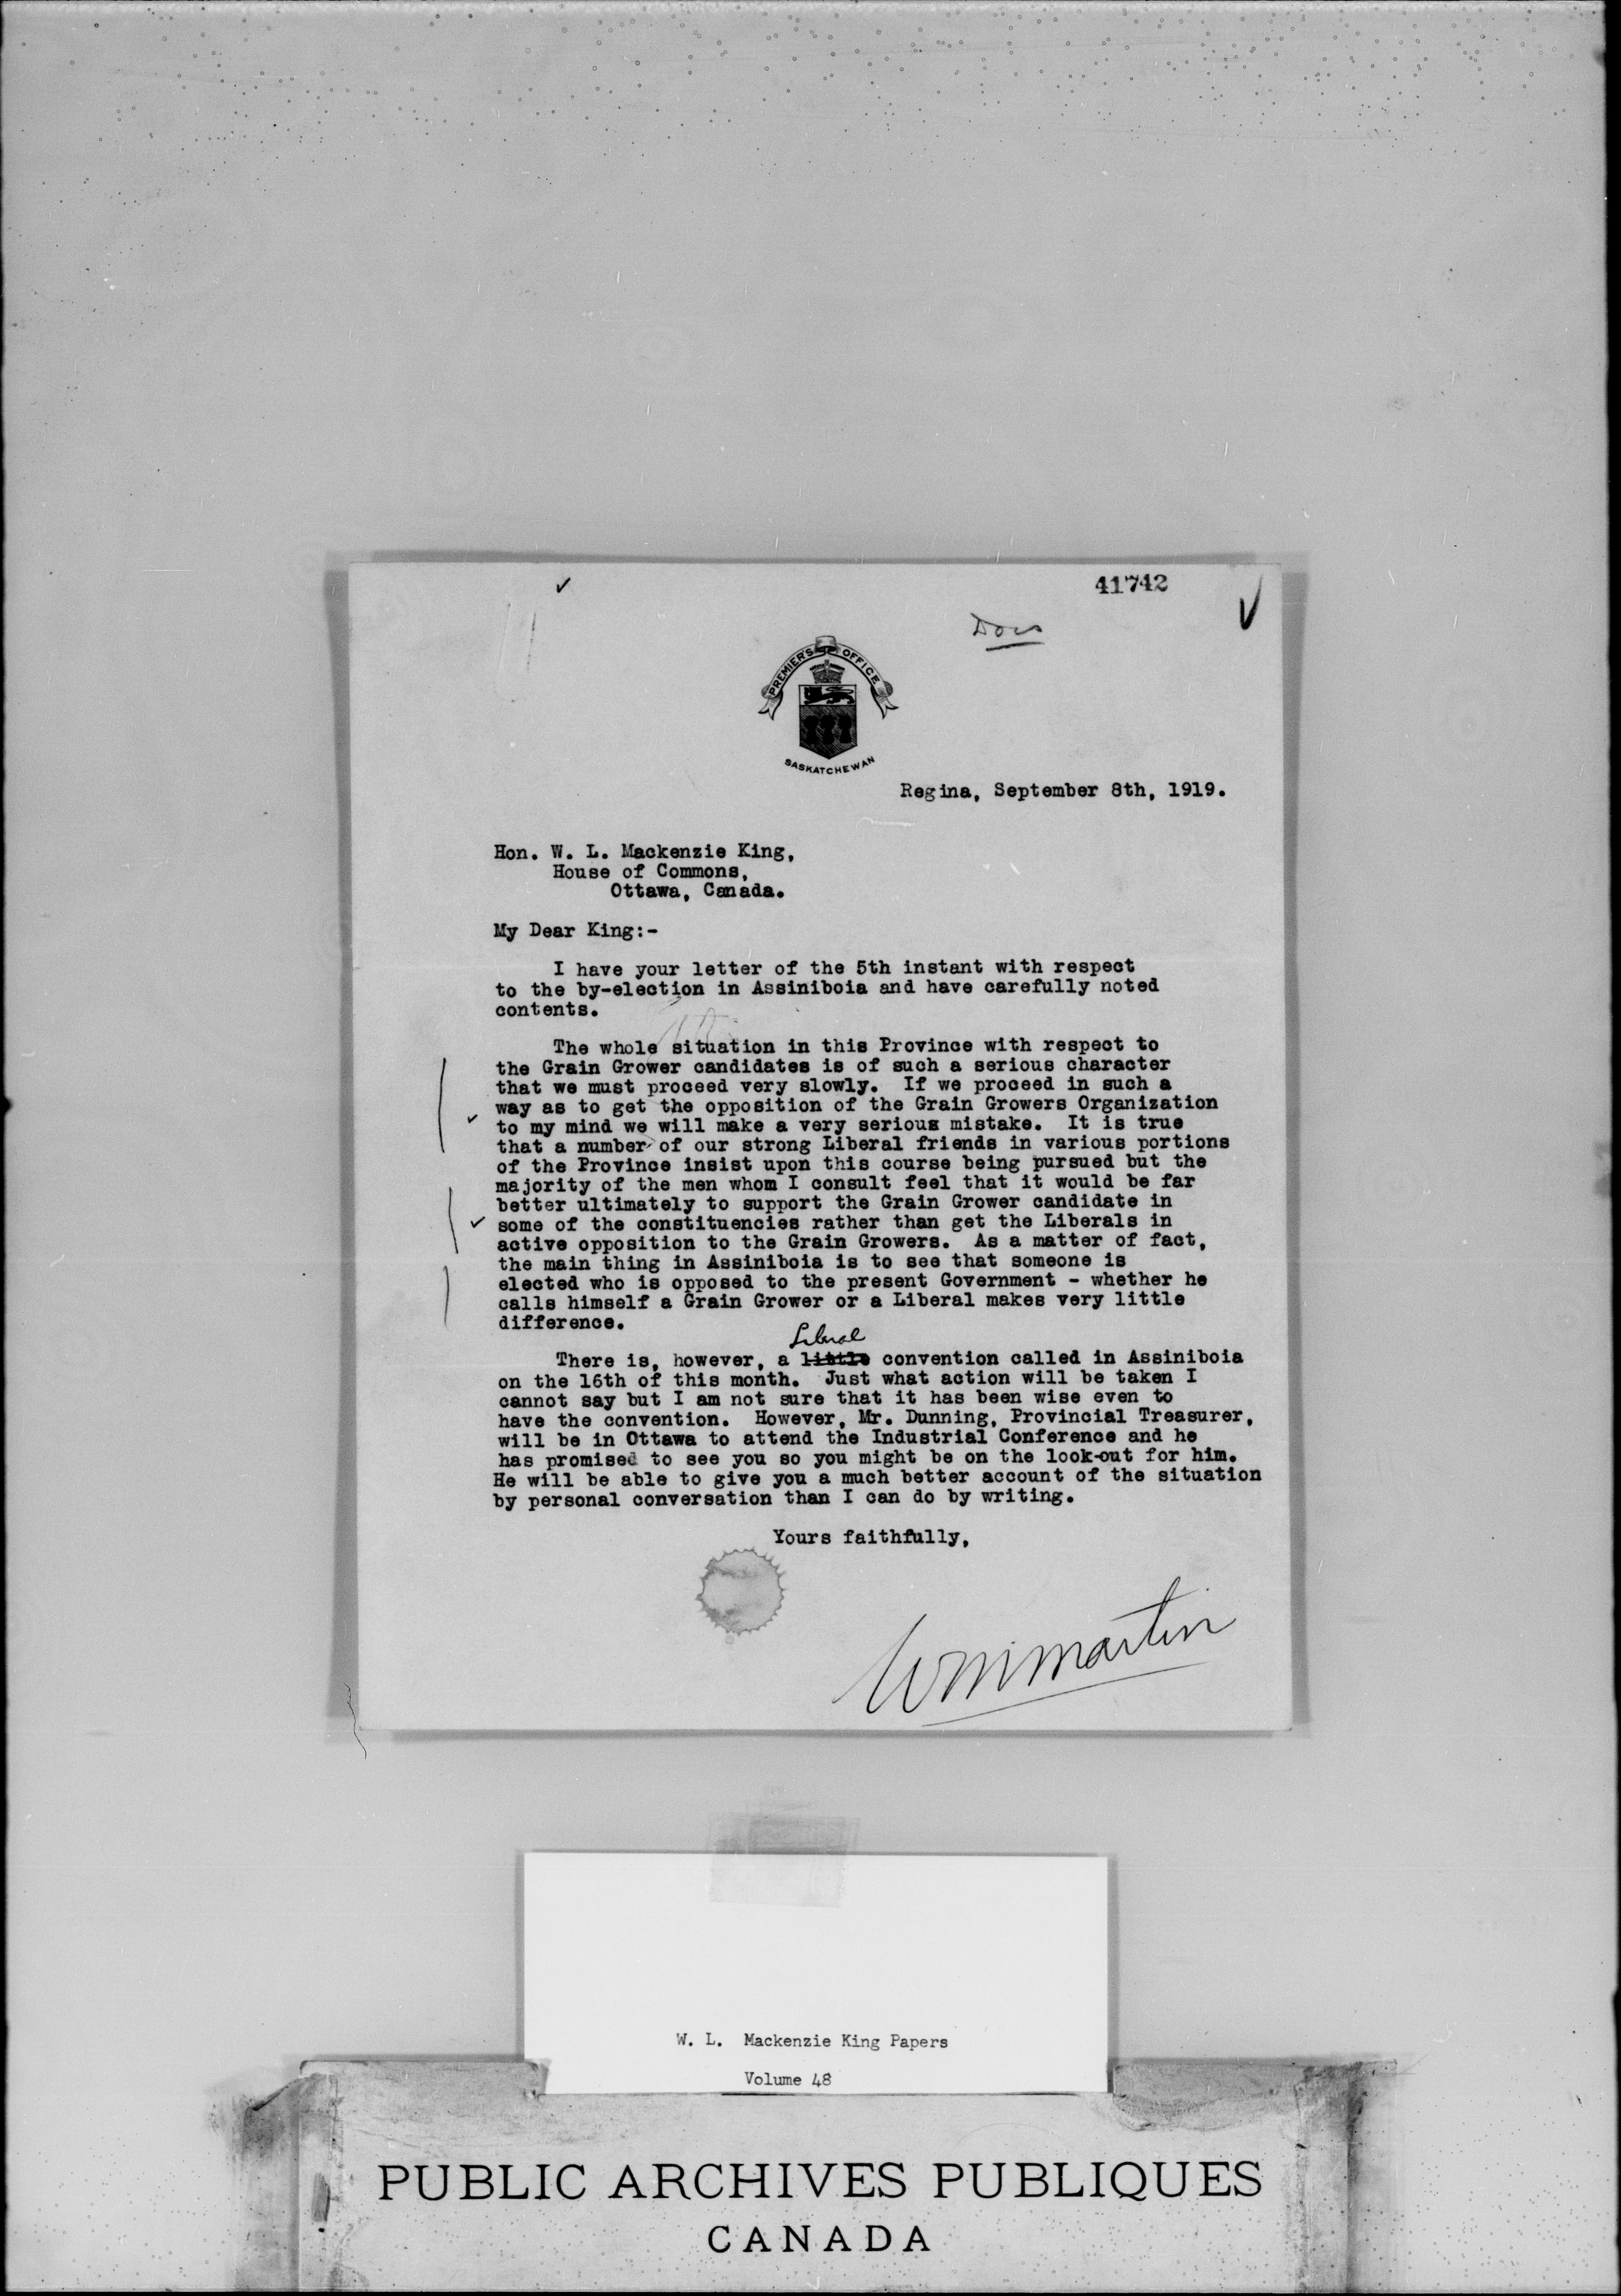 41742
PREMIER'S OFFICE
SASKATCHEWAN
Regina, September 8th, 1919.
Hon. W. L. Mackenzie King,
House of Commons,
Ottawa, Canada.
My Dear King:-
I have your letter of the 5th instant with respect
to the by-election in Assiniboia and have carefully noted
contents.
The whole situation in this Province with respect to
the Grain Grower candidates is of such a serious character
that we must proceed very slowly. If we proceed in such a
way as to get the opposition of the Grain Growers Organization
to my mind we will make a very serious mistake. It is true
that a number of our strong Liberal friends in various portions
of the Province insist upon this course being pursued but the
majority of the men whom I consult feel that it would be far
better ultimately to support the Grain Grower candidate in
some of the constituencies rather than get the Liberals in
active opposition to the Grain Growers. As a matter of fact,
the main thing in Assiniboia is to see that someone is
elected who is opposed to the present Government - whether he
calls himself a Grain Grower or a Liberal makes very little
difference.
Liberal
There is, however, a little convention called in Assiniboia
on the 16th of this month. Just what action will be taken I
cannot say but I am not sure that it has been wise even to
have the convention. However, Mr. Dunning, Provincial Treasurer,
will be in Ottawa to attend the Industrial Conference and he
has promised to see you so you might be on the look-out for him.
He will be able to give you a much better account of the situation
by personal conversation than I can do by writing.
Yours faithfully,
WmMartin
W. L. Mackenzie King Papers
Volume 48
PUBLIC ARCHIVES PUBLIQUES
CANADA